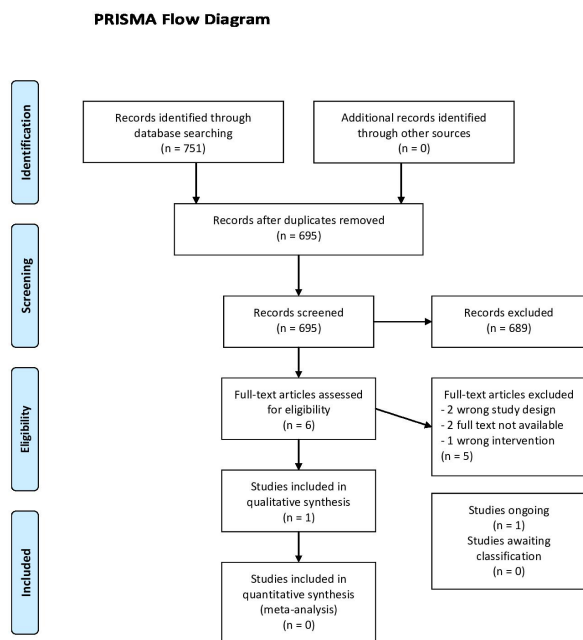 PRISMA Flow Diagram
Identification
Records identified through
database searching
(n = 751)
Additional records identified
through other sources
(n = 0)
Records after duplicates removed
(n = 695)
Screening
Records screened
(n = 695)
Records excluded
(n = 689)
Eligibility
Full-text articles assessed
for eligibility
(n = 6)
Full-text articles excluded
- 2 wrong study design
- 2 full text not available
- 1 wrong intervention
(n = 5)
Studies included in
qualitative synthesis
(n = 1)
Studies ongoing
(n = 1)
Studies awaiting
classification
(n = 0)
Included
Studies included in
quantitative synthesis
(meta-analysis)
(n = 0)